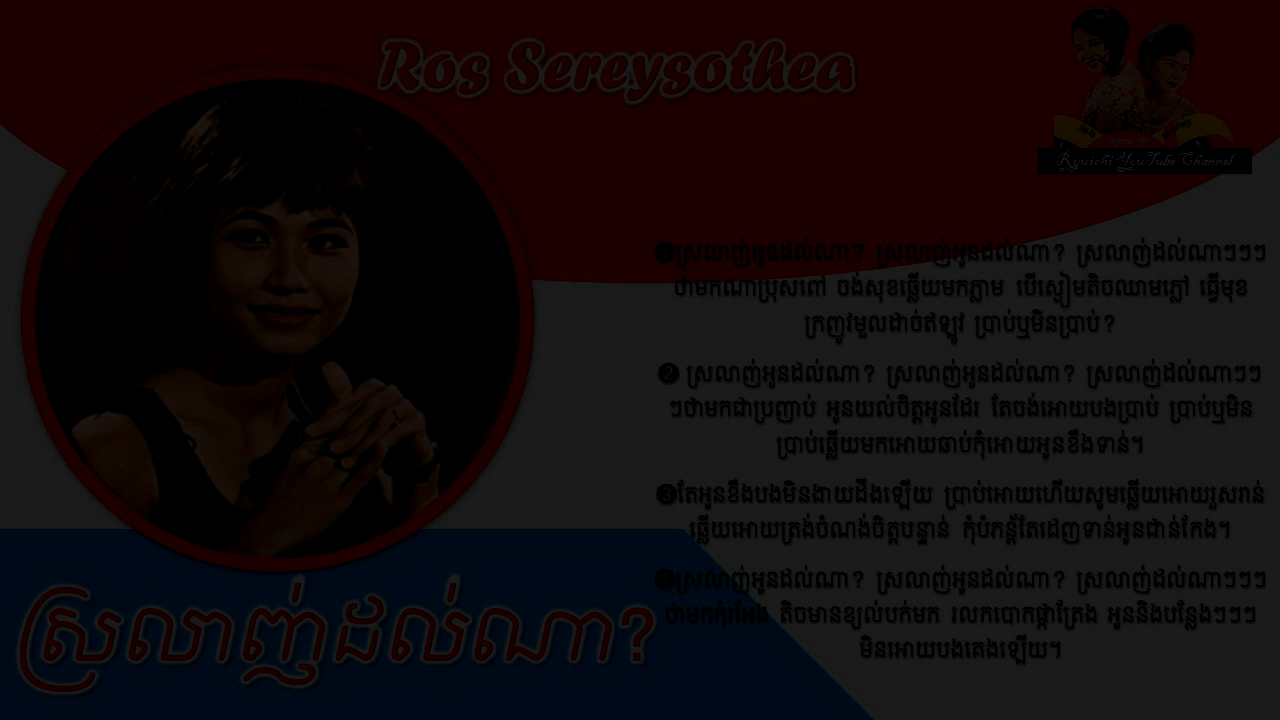 Ros Sereysothea
Ryuichi YouTube Channel
❶ស្រលាញ់អូនដល់ណា? ស្រលាញ់អូនដល់ណា? ស្រលាញ់ដល់ណាៗៗៗ
ថាមកណាប្រុសពៅ ចង់សុខឆ្លើយមកភ្លាម បើស្ងៀមតិចឈាមភ្លៅ ធ្វើមុខ
ក្រញូវមួលដាច់ឥឡូវ ប្រាប់ឬមិនប្រាប់?
❷ ស្រលាញ់អូនដល់ណា? ស្រលាញ់អូនដល់ណា? ស្រលាញ់ដល់ណាៗៗ
ៗថាមកជាប្រញាប់ អូនយល់ចិត្តអូនដែរ តែចង់អោយបងប្រាប់ ប្រាប់ឬមិន
ប្រាប់ឆ្លើយមកអោយឆាប់កុំអោយអូនខឹងទាន់។
❸តែអូនខឹងបងមិនងាយដឹងឡើយ ប្រាប់អោយហើយសូមឆ្លើយអោយរួសរាន់
ឆ្លើយអោយត្រង់ចំណង់ចិត្តបន្ទាន់ កុំបំភន្ត័តែដេញទាន់អូនជាន់កែង។
ស្រលាញ់អូនដល់ណា? ស្រលាញ់អូនដល់ណា? ស្រលាញ់ដល់ណាៗៗៗ
ថាមកកុំរអែង តិចមានខ្យល់បក់មក រលកបោកផ្កាត្រែង អូននិងបន្លែងៗៗៗ
មិនអោយបងគេងឡើយ។
ស្រលាញ់ដល់ណា?